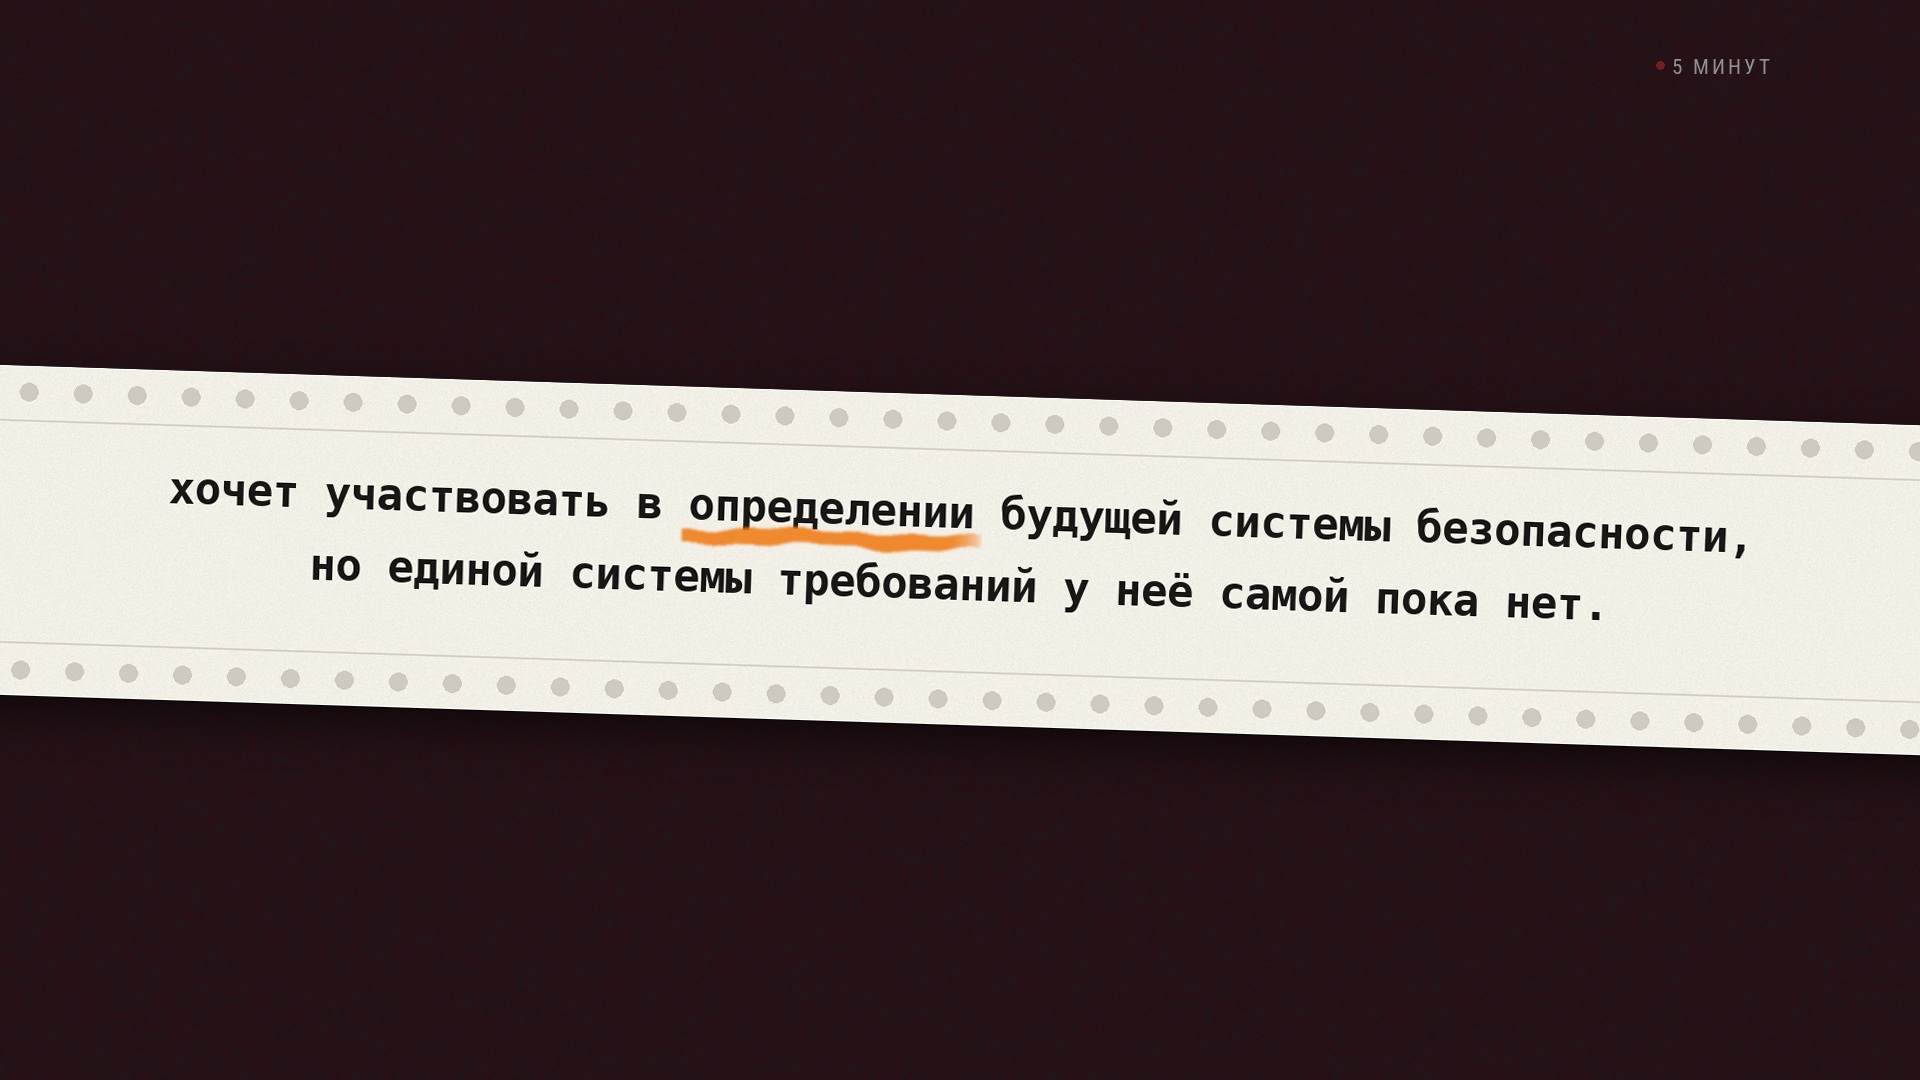 5 МИНУТ
хочет участвовать в определении будущей системы безопасности,
но единой системы требований у неё самой пока нет.